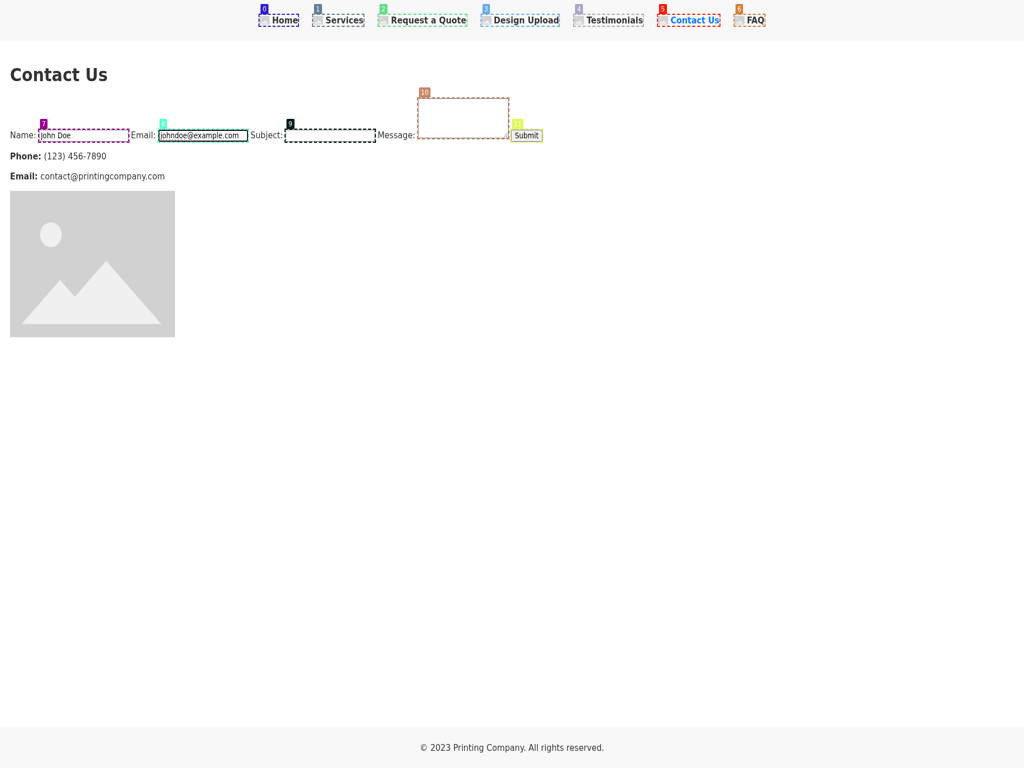 0 1 2 3 4 5 6
Home Services Request a Quote Design Upload Testimonials Contact Us FAQ
Contact Us
10
7 8 9 11
Name: John Doe Email: johndoe@example.com Subject: Message: Submit
Phone: (123) 456-7890
Email: contact@printingcompany.com
© 2023 Printing Company. All rights reserved.